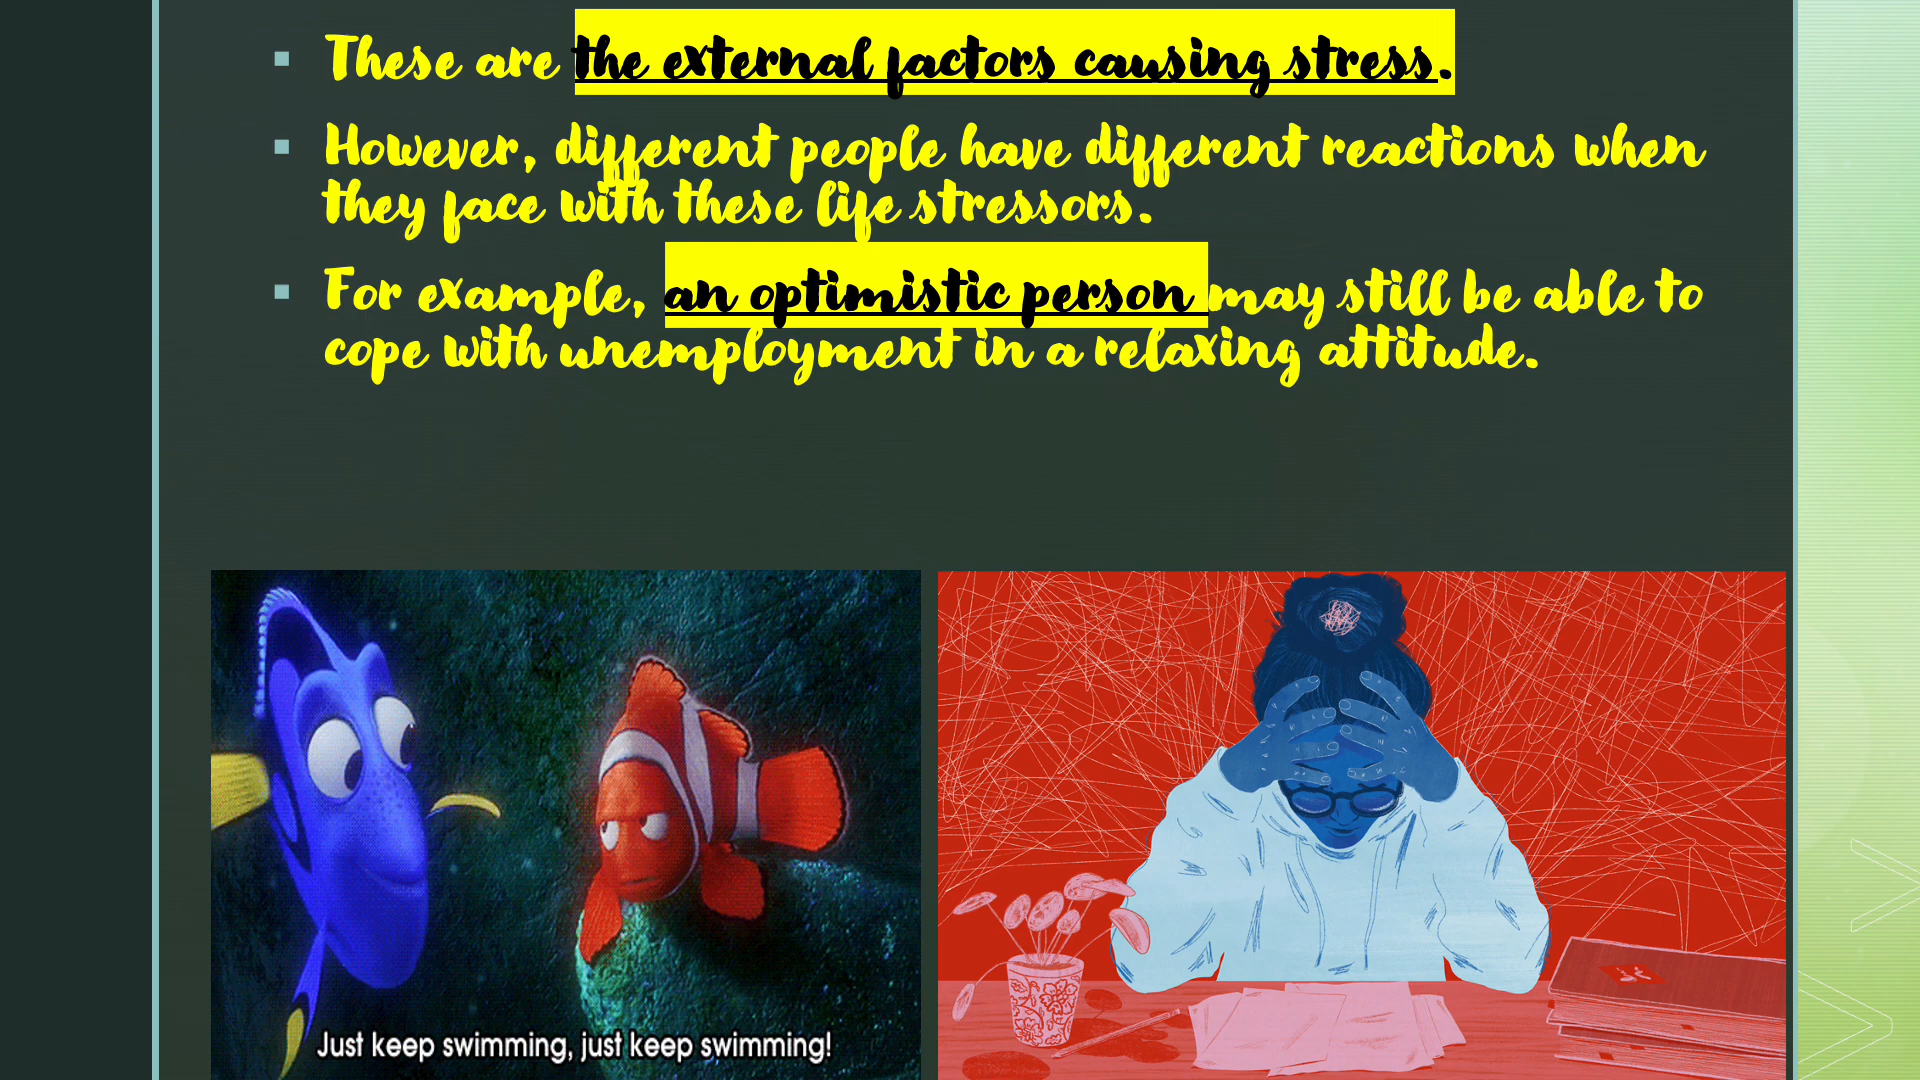 These are the external factors causing stress.
However, different people have different reactions when
they face with these life stressors.
For example, an optimistic person may still be able to
cope with unemployment in a relaxing attitude.
Just keep swimming, just keep swimming!